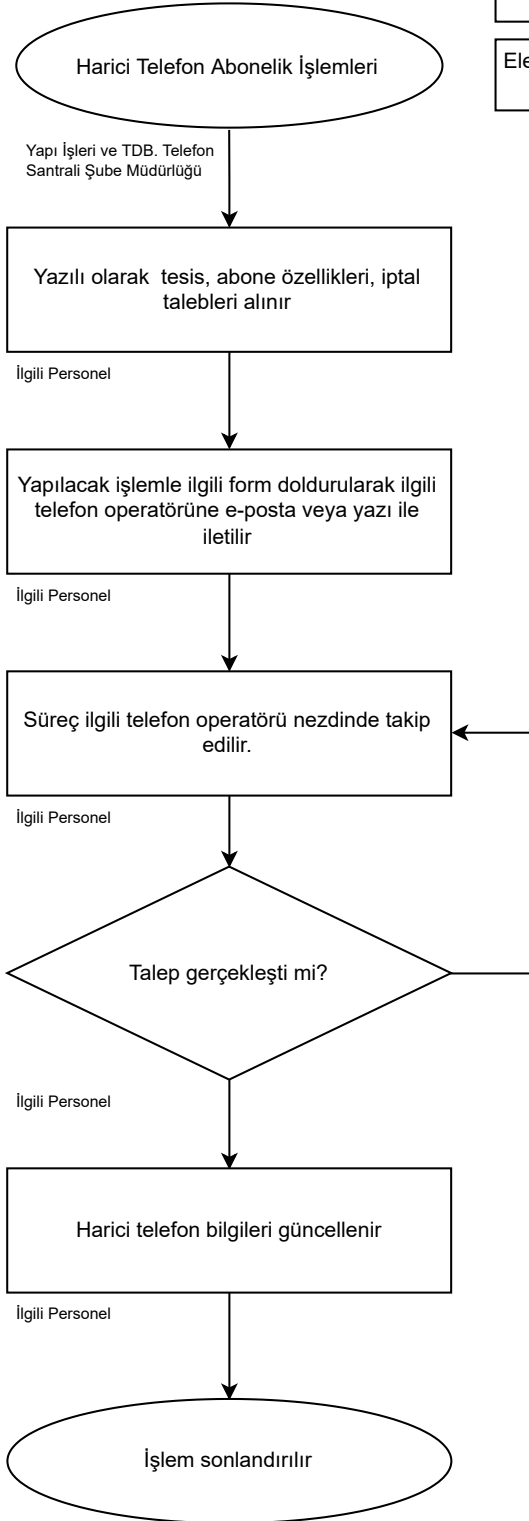 Harici Telefon Abonelik İşlemleri
Ele
Yapı İşleri ve TDB. Telefon
Santrali Şube Müdürlüğü
Yazılı olarak  tesis, abone özellikleri, iptal
talebleri alınır
İlgili Personel
Yapılacak işlemle ilgili form doldurularak ilgili
telefon operatörüne e-posta veya yazı ile
iletilir
İlgili Personel
Süreç ilgili telefon operatörü nezdinde takip
edilir.
İlgili Personel
Talep gerçekleşti mi?
İlgili Personel
Harici telefon bilgileri güncellenir
İlgili Personel
İşlem sonlandırılır